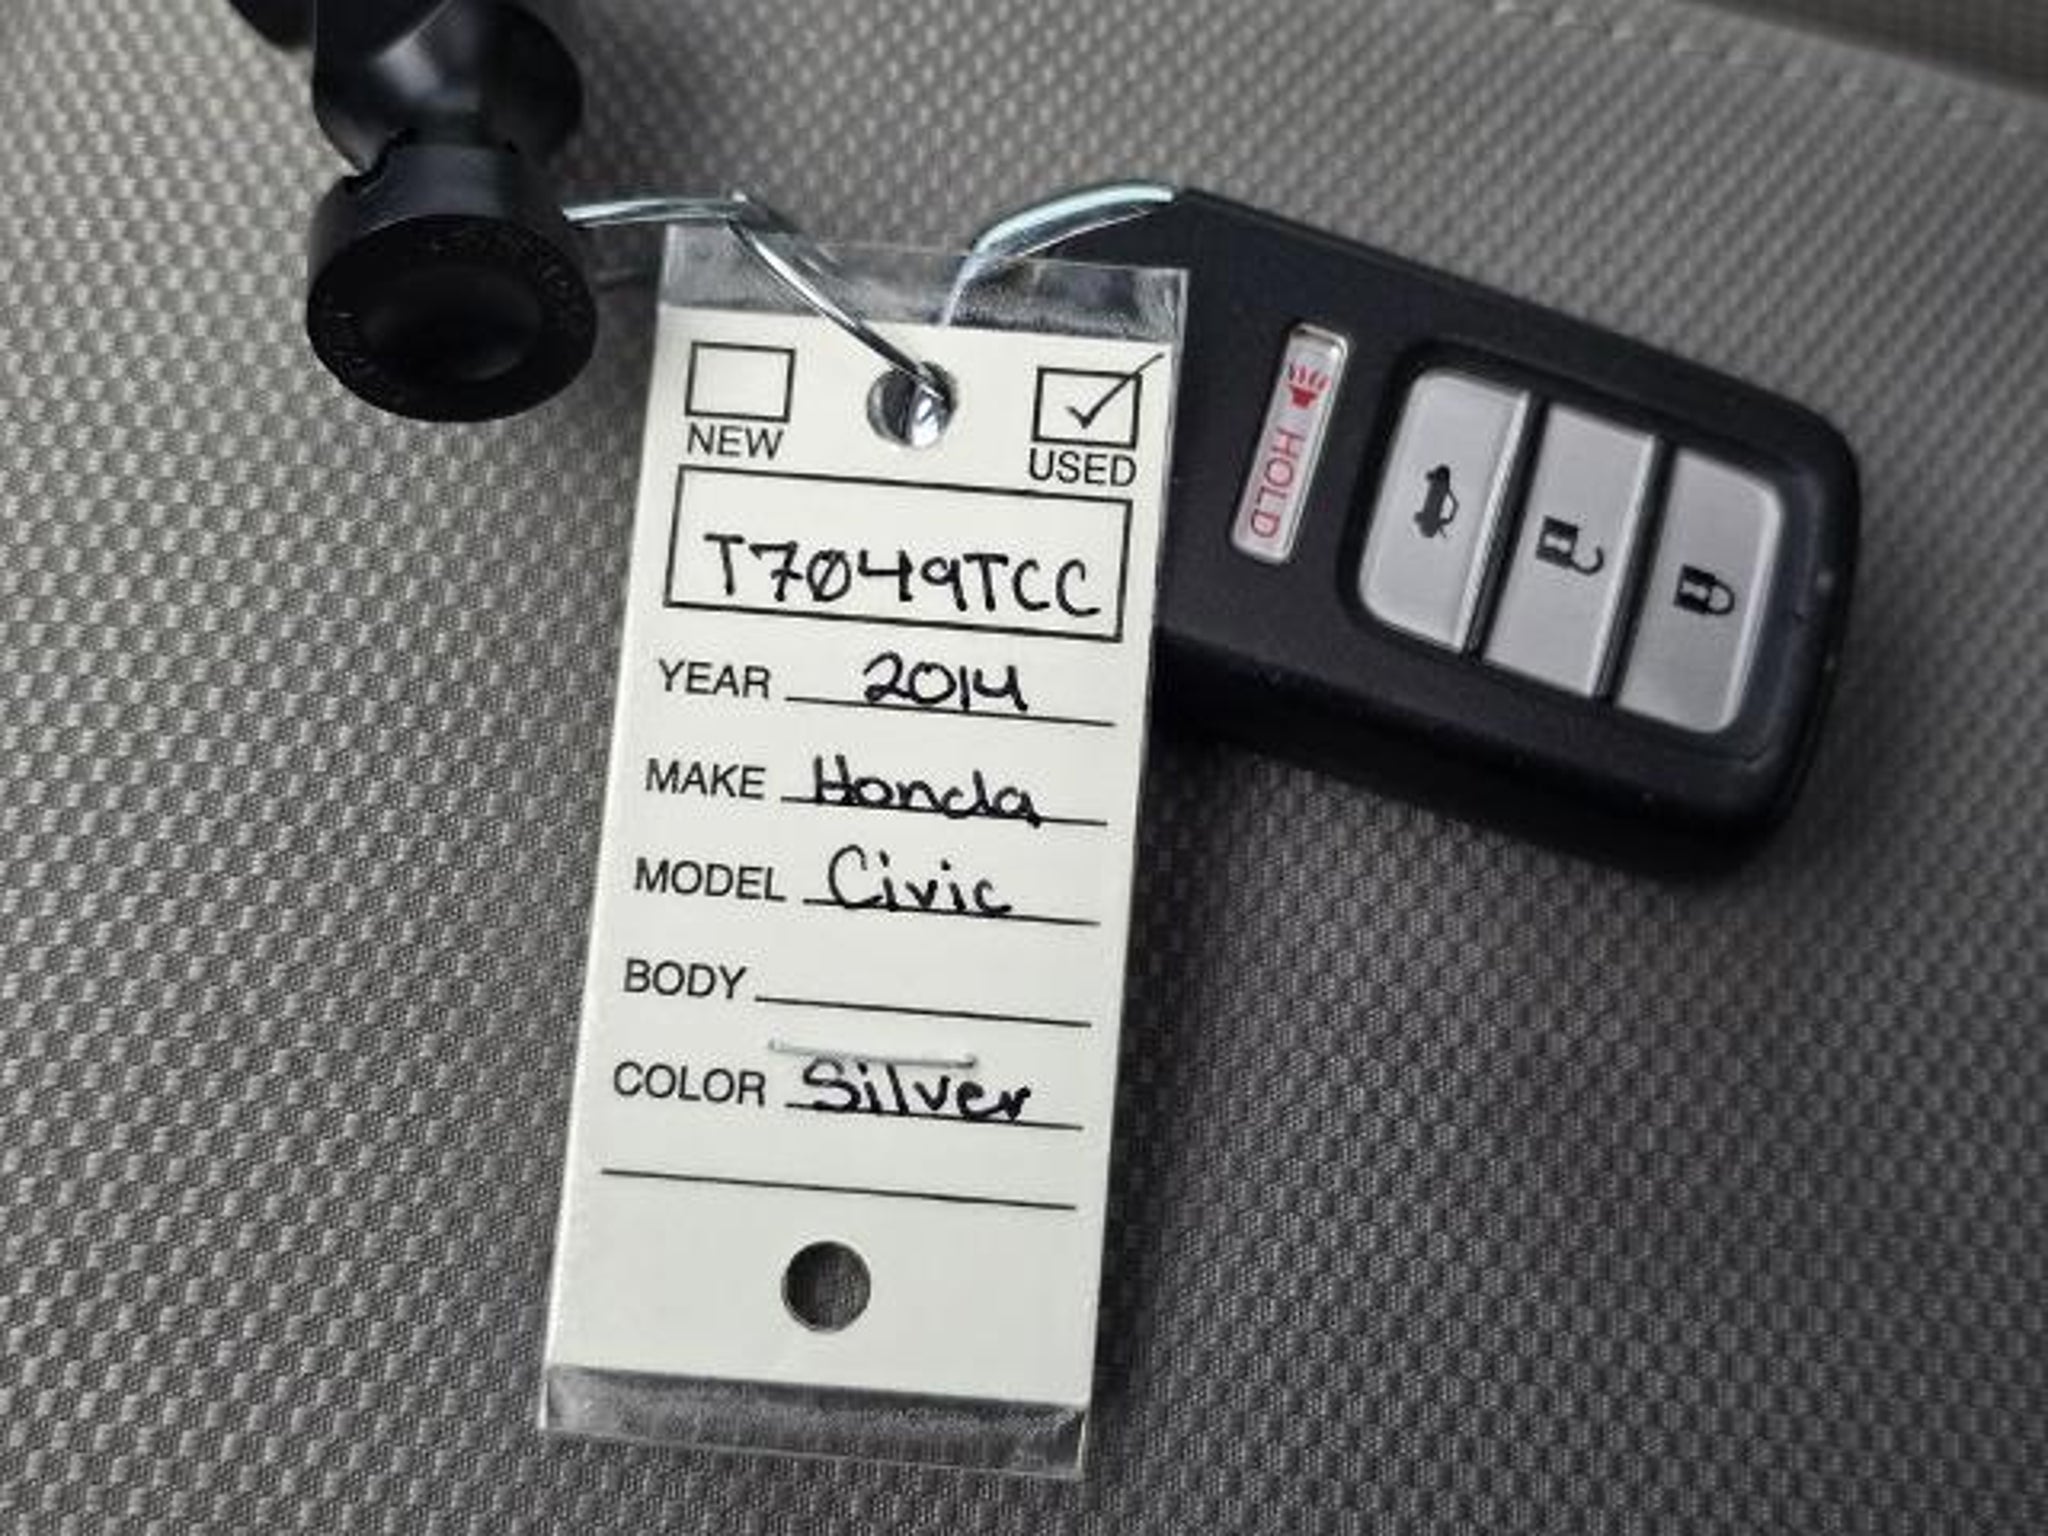 NEW USED
T7049TCC
YEAR 2014
MAKE Honda
MODEL Civic
BODY
COLOR Silver
HOLD